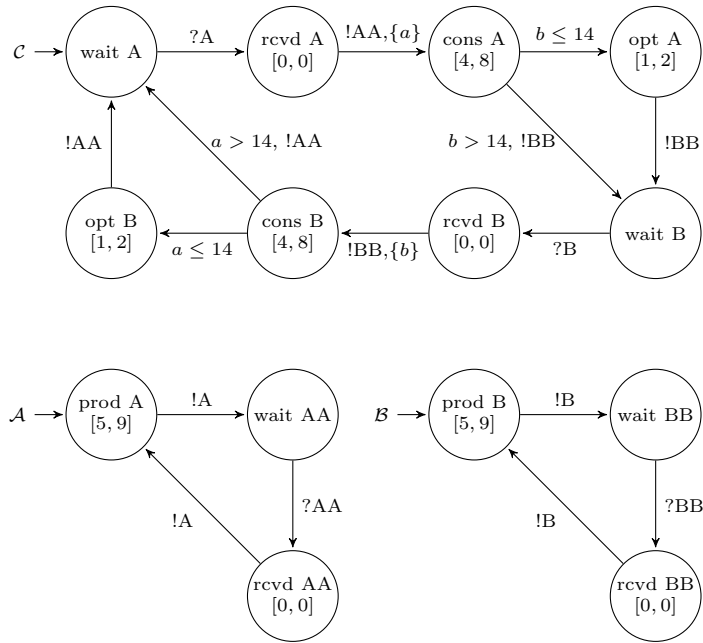 𝒞
wait A
?A
rcvd A
[0, 0]
!AA,{a}
cons A
[4, 8]
b ≤ 14
opt A
[1, 2]
!AA
a > 14, !AA
b > 14, !BB
!BB
opt B
[1, 2]
a ≤ 14
cons B
[4, 8]
!BB,{b}
rcvd B
[0, 0]
?B
wait B
𝒜
prod A
[5, 9]
!A
wait AA
!A
?AA
rcvd AA
[0, 0]
ℬ
prod B
[5, 9]
!B
wait BB
!B
?BB
rcvd BB
[0, 0]